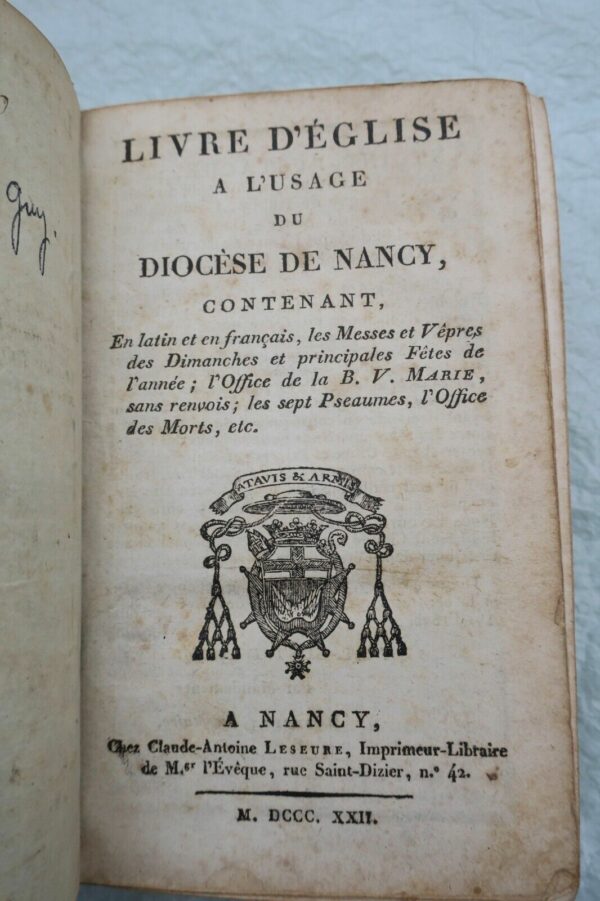 Guy.
LIVRE D'ÉGLISE
A L'USAGE
DU
DIOCÈSE DE NANCY,
CONTENANT,
En latin et en français, les Messes et Vêpres
des Dimanches et principales Fêtes de
l'année ; l'Office de la B. V. MARIE,
sans renvois ; les sept Pseaumes, l'Office
des Morts, etc.
ATAVIS & ARMIS
A NANCY,
Chez Claude-Antoine LESEURE, Imprimeur-Libraire
de M.gr l'Évêque, rue Saint-Dizier, n.º 42.
M. DCCC. XXII.